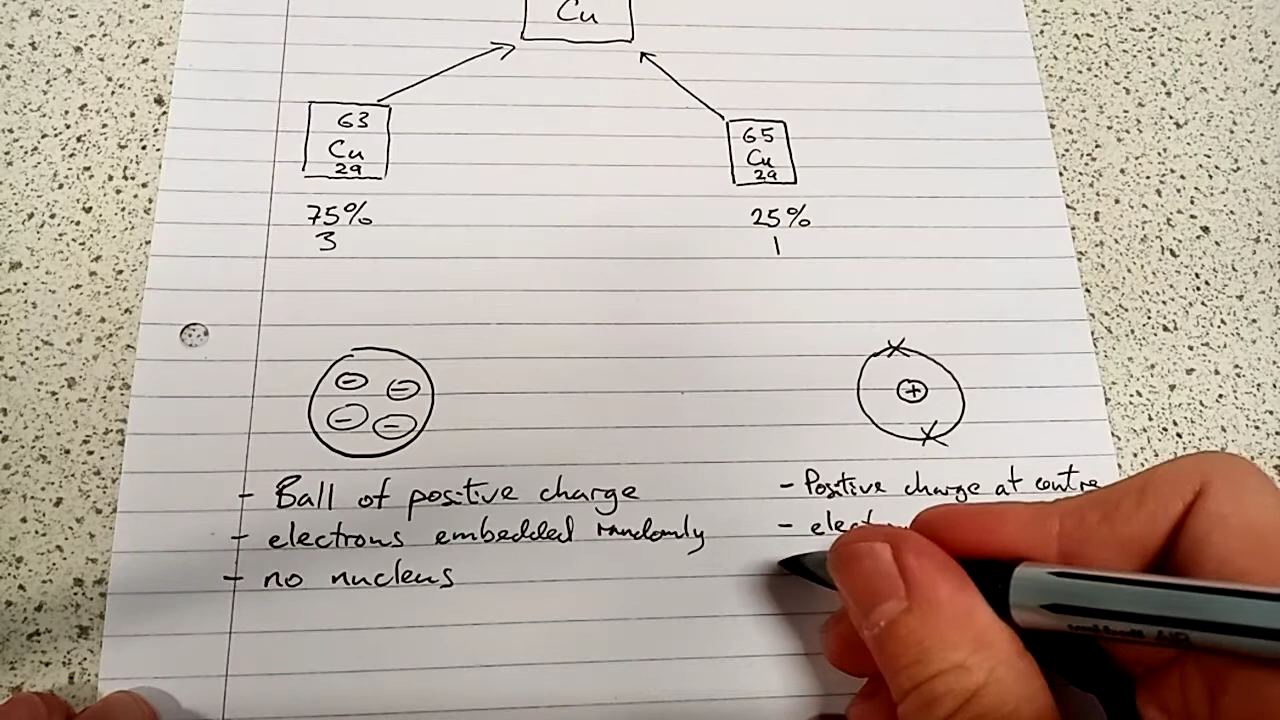 Cu
63
Cu
29
65
Cu
29
75%
3
25%
1
- Ball of positive charge
- electrons embedded randomly
- no nucleus
- Positive charge at centre
-